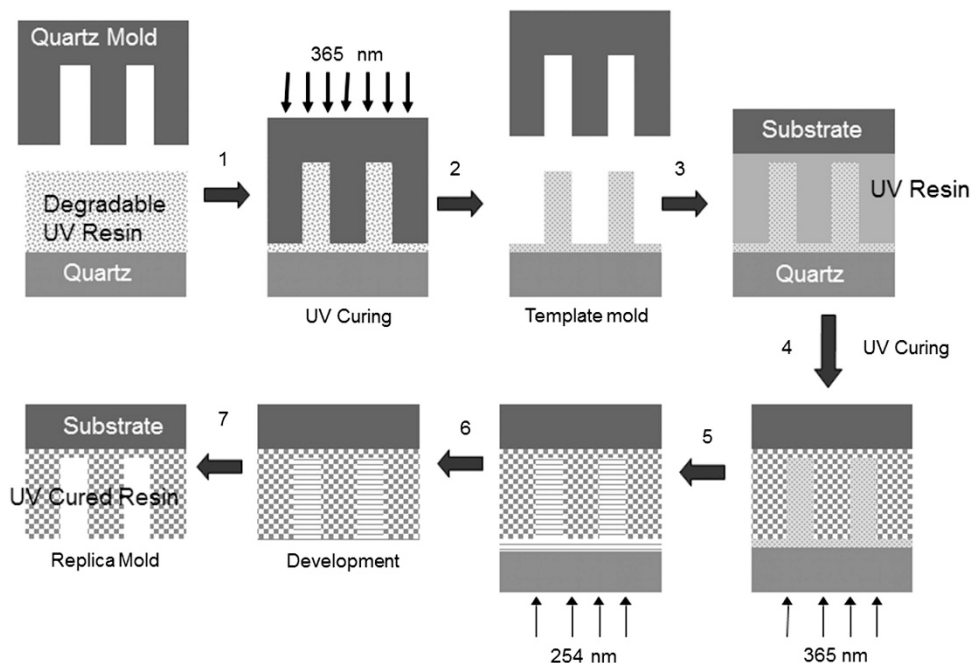 Quartz Mold
365 nm
1
Degradable
UV Resin
Quartz
UV Curing
2
Template mold
3
Substrate
UV Resin
Quartz
4
UV Curing
7
Substrate
UV Cured Resin
Replica Mold
6
Development
5
254 nm
365 nm